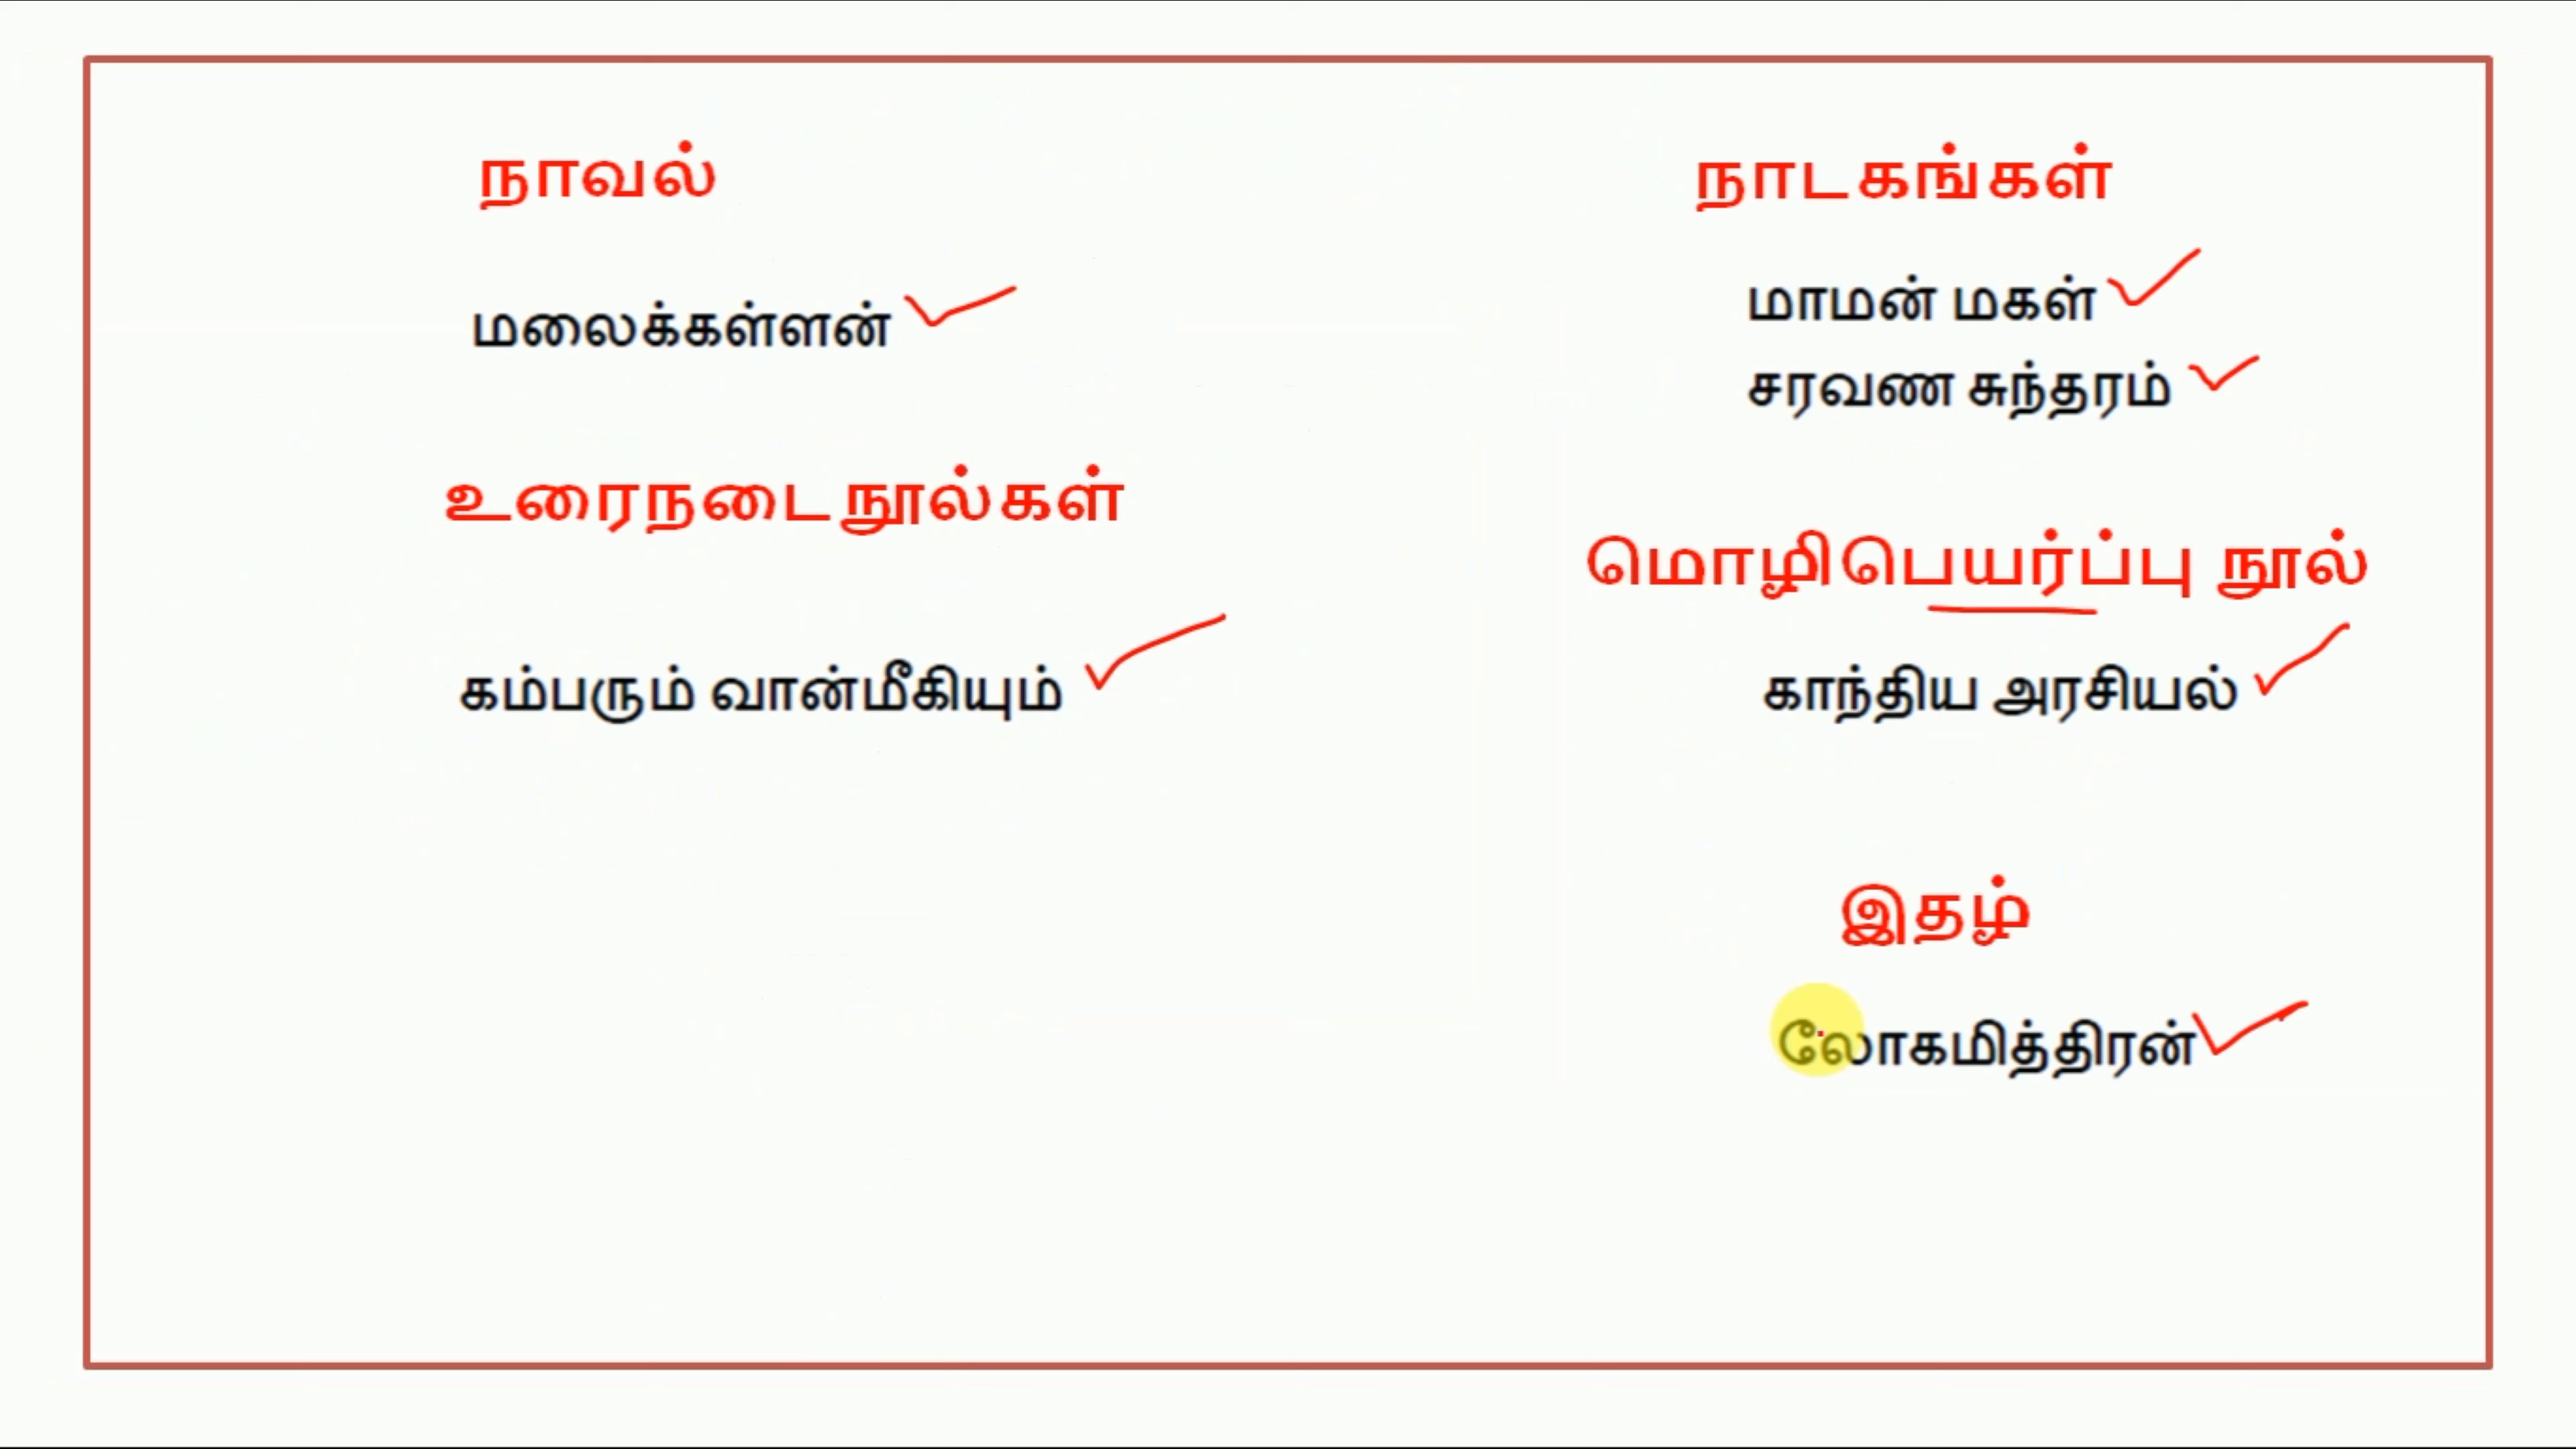 நாவல்
மலைக்கள்ளன்
உரைநடைநூல்கள்
கம்பரும் வான்மீகியும்
நாடகங்கள்
மாமன் மகள்
சரவண சுந்தரம்
மொழிபெயர்ப்பு நூல்
காந்திய அரசியல்
இதழ்
லோகமித்திரன்